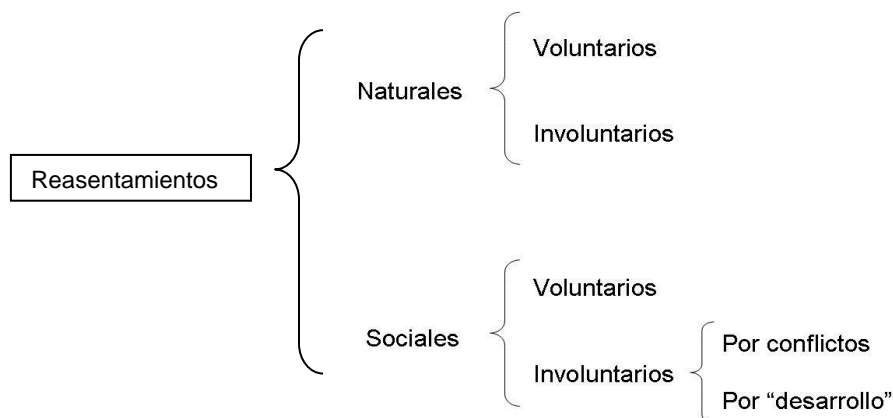 Reasentamientos
Naturales
Voluntarios
Involuntarios
Sociales
Voluntarios
Involuntarios
Por conflictos
Por “desarrollo”